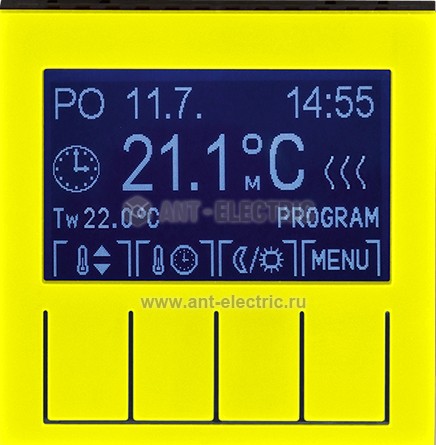 PO 11.7. 14:55
21.1°C
M
ANT-ELECTRIC
Tw 22.0°C PROGRAM
MENU
www.ant-electric.ru